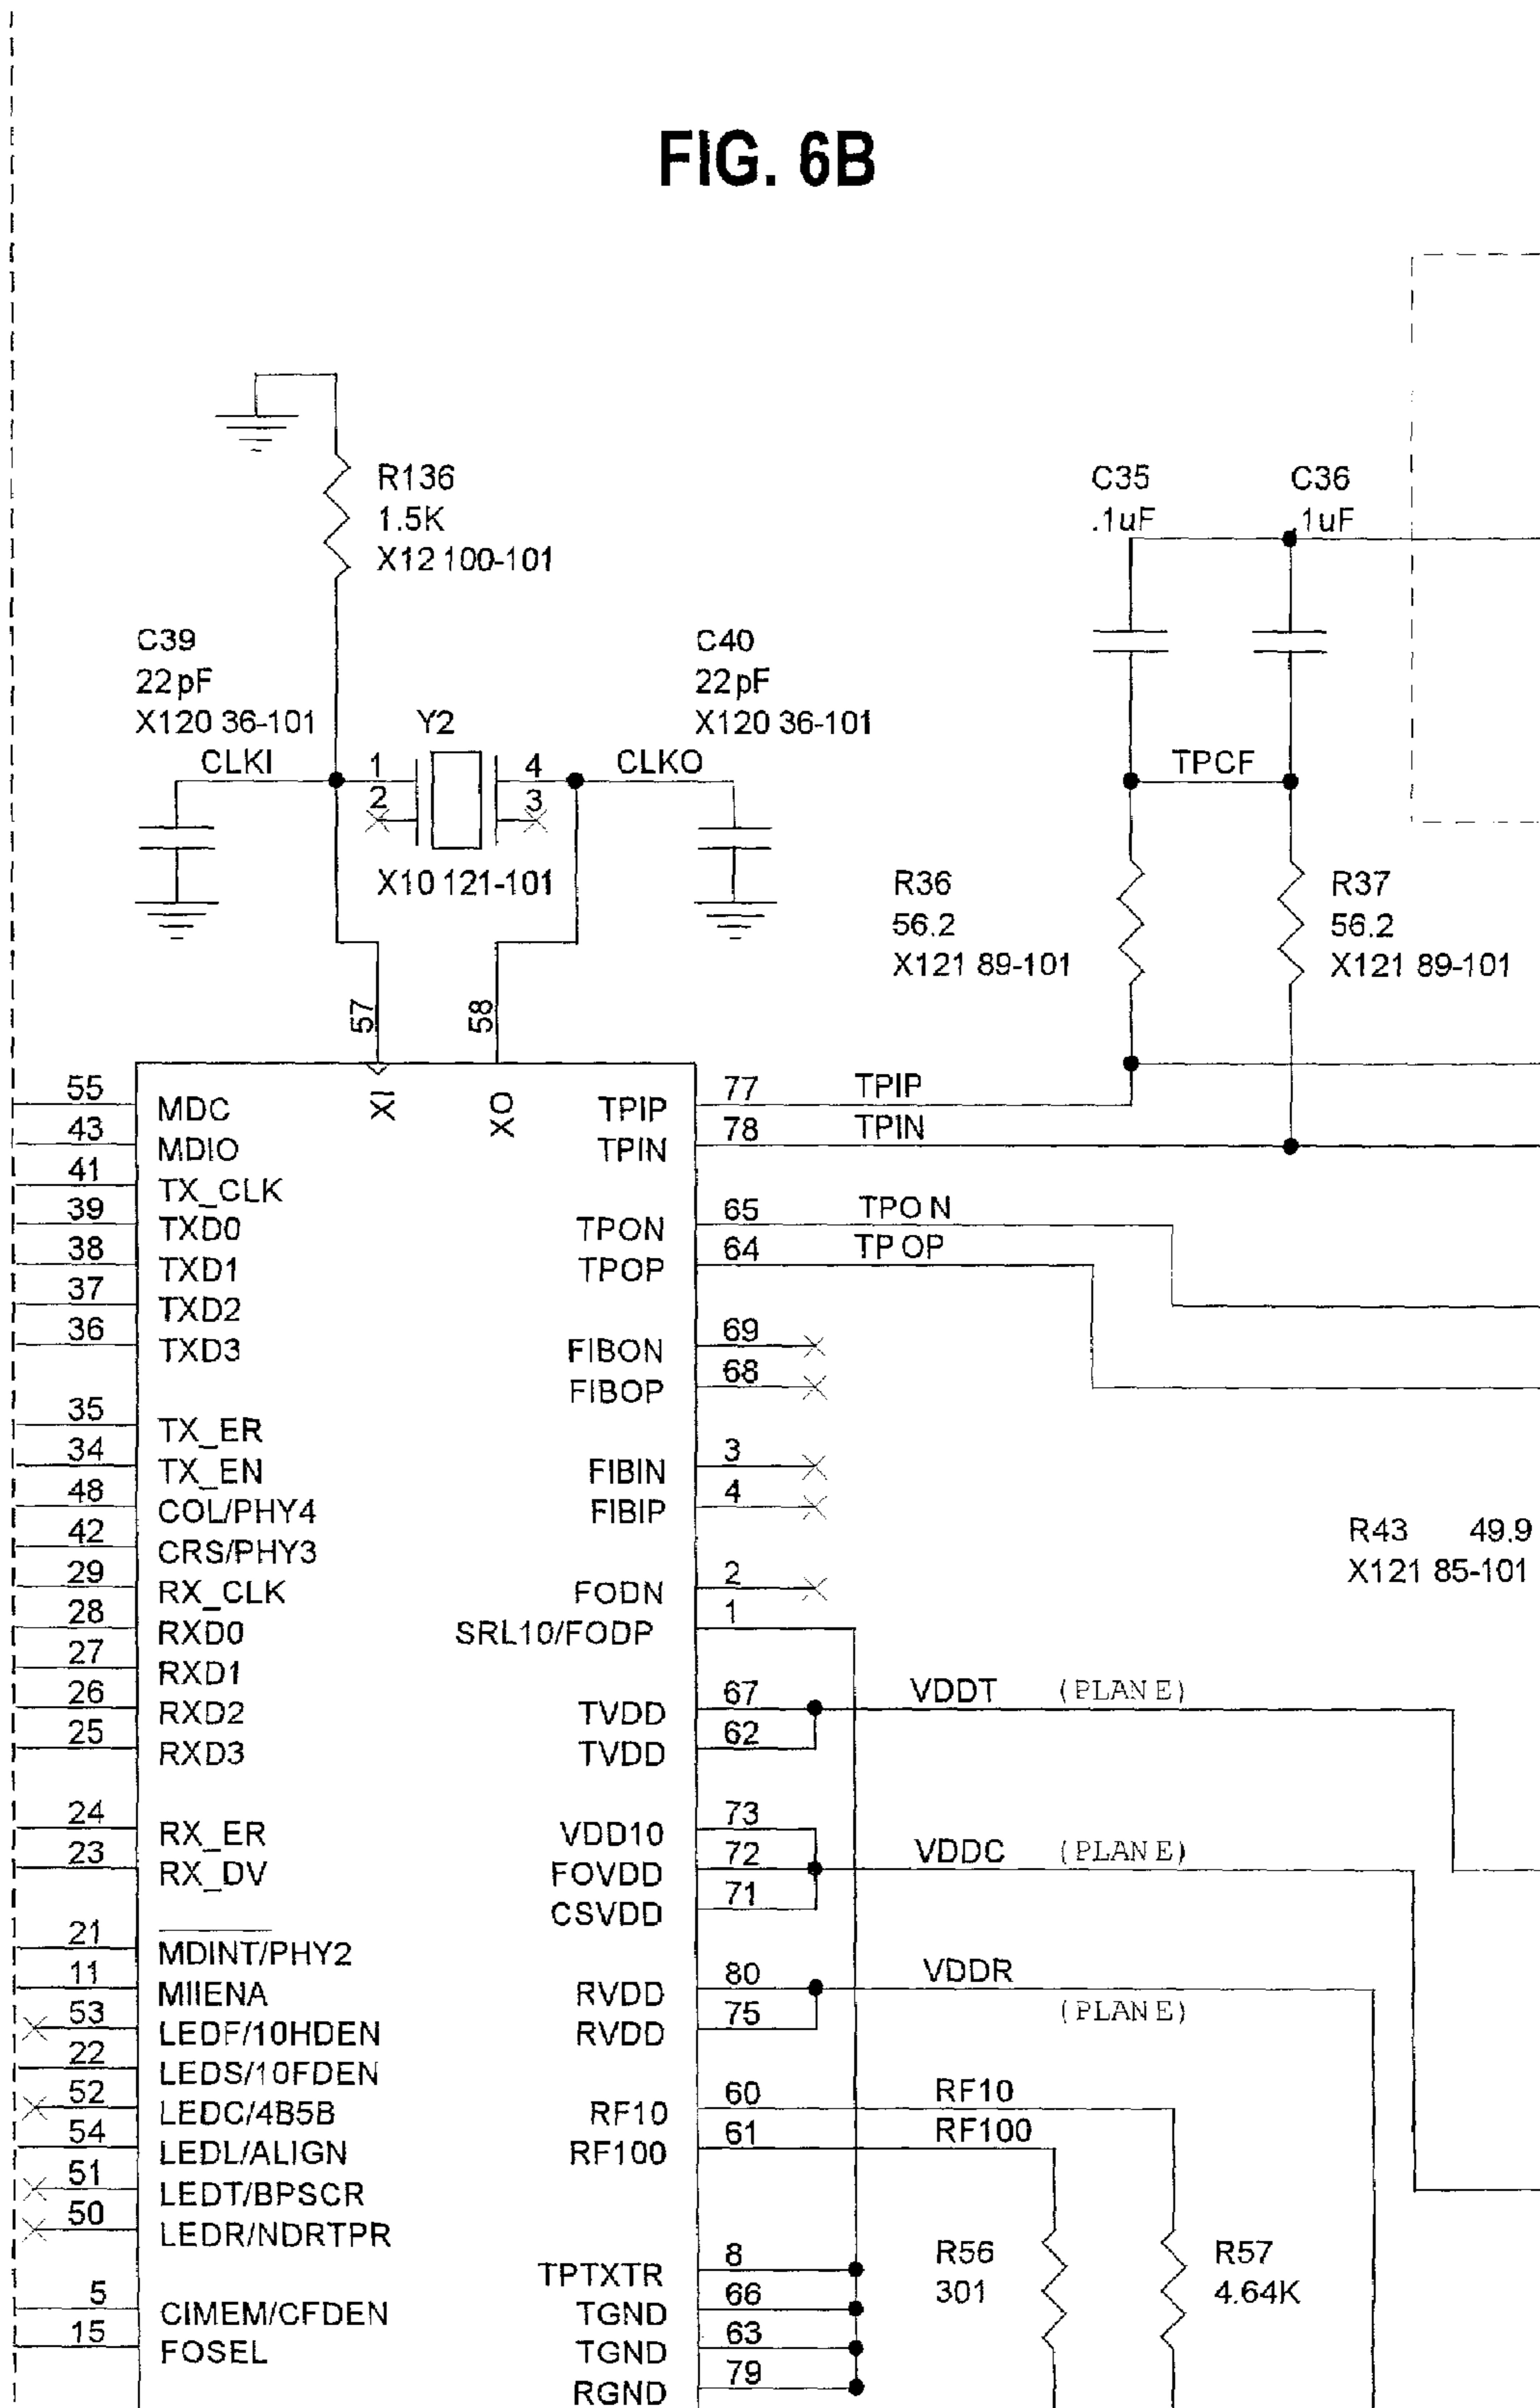 FIG. 6B
R136
1.5K
X12 100-101
C35
.1uF
C36
.1uF
C39
22pF
X120 36-101
C40
22pF
X120 36-101
Y2
CLKI
1
2
4
3
CLKO
X10 121-101
TPCF
R36
56.2
X121 89-101
R37
56.2
X121 89-101
57
58
XI
XO
55 MDC
43 MDIO
41 TX_CLK
39 TXD0
38 TXD1
37 TXD2
36 TXD3
35 TX_ER
34 TX_EN
48 COL/PHY4
42 CRS/PHY3
29 RX_CLK
28 RXD0
27 RXD1
26 RXD2
25 RXD3
24 RX_ER
23 RX_DV
21 MDINT/PHY2
11 MIIENA
53 LEDF/10HDEN
22 LEDS/10FDEN
52 LEDC/4B5B
54 LEDL/ALIGN
51 LEDT/BPSCR
50 LEDR/NDRTPR
5 CIMEM/CFDEN
15 FOSEL
TPIP 77 TPIP
TPIN 78 TPIN
TPON 65 TPON
TPOP 64 TPOP
FIBON 69
FIBOP 68
FIBIN 3
FIBIP 4
FODN 2
SRL10/FODP 1
TVDD 67 VDDT (PLANE)
TVDD 62
VDD10 73
FOVDD 72 VDDC (PLANE)
CSVDD 71
RVDD 80 VDDR
RVDD 75 (PLANE)
RF10 60 RF10
RF100 61 RF100
TPTXTR 8
TGND 66
TGND 63
RGND 79
R43 49.9
X121 85-101
R56
301
R57
4.64K